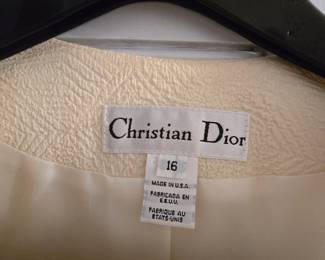 Christian Dior
16
MADE IN U.S.A.
FABRICADA EN
E.E.U.U.
FABRIQUE AU
ETATS-UNIS